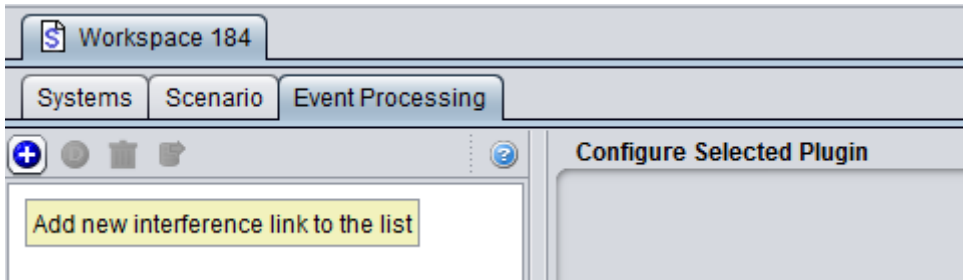 Workspace 184
Systems Scenario Event Processing
Configure Selected Plugin
Add new interference link to the list